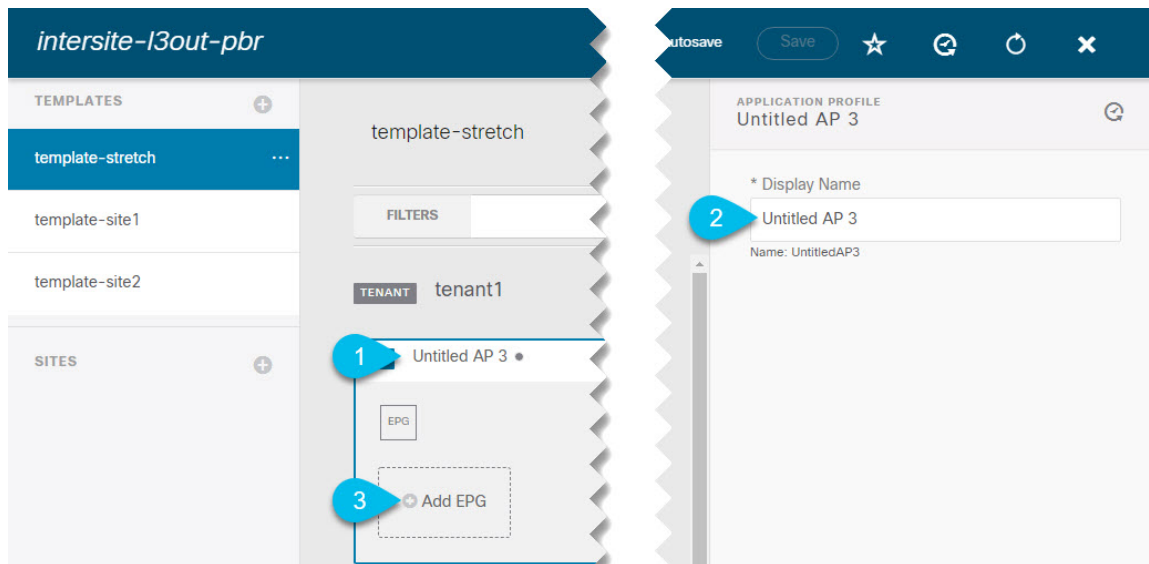 intersite-l3out-pbr
TEMPLATES
template-stretch
template-site1
template-site2
SITES
template-stretch
FILTERS
TENANT tenant1
1 Untitled AP 3
EPG
3 Add EPG
utosave Save
APPLICATION PROFILE
Untitled AP 3
* Display Name
2 Untitled AP 3
Name: UntitledAP3